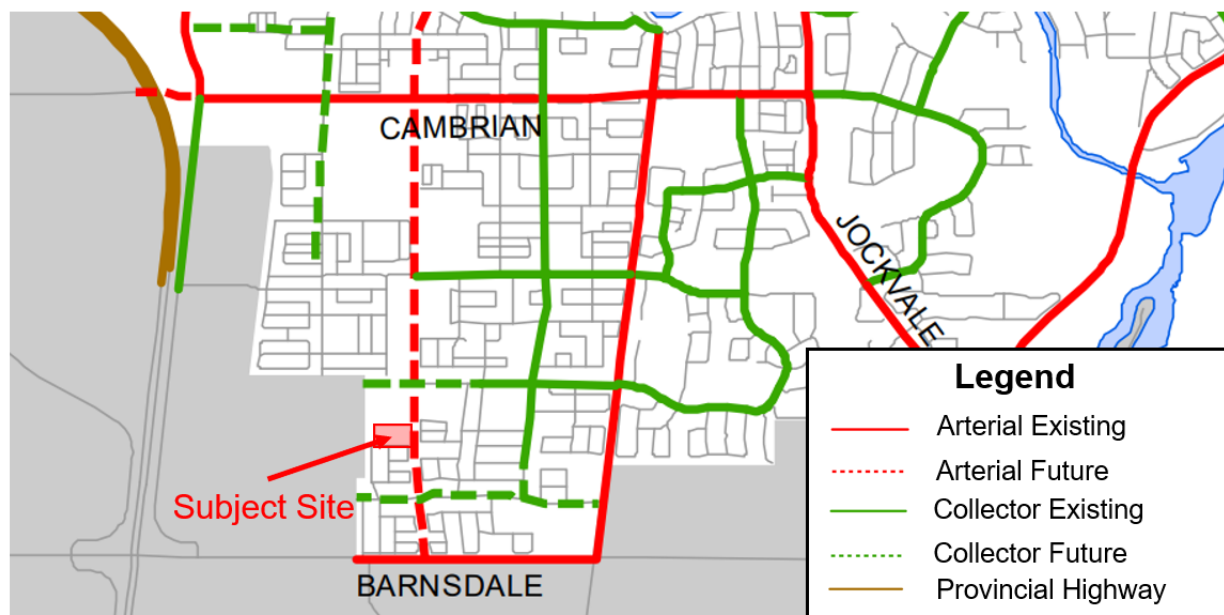 CAMBRIAN
JOCKVALE
Subject Site
BARNSDALE
Legend
Arterial Existing
Arterial Future
Collector Existing
Collector Future
Provincial Highway